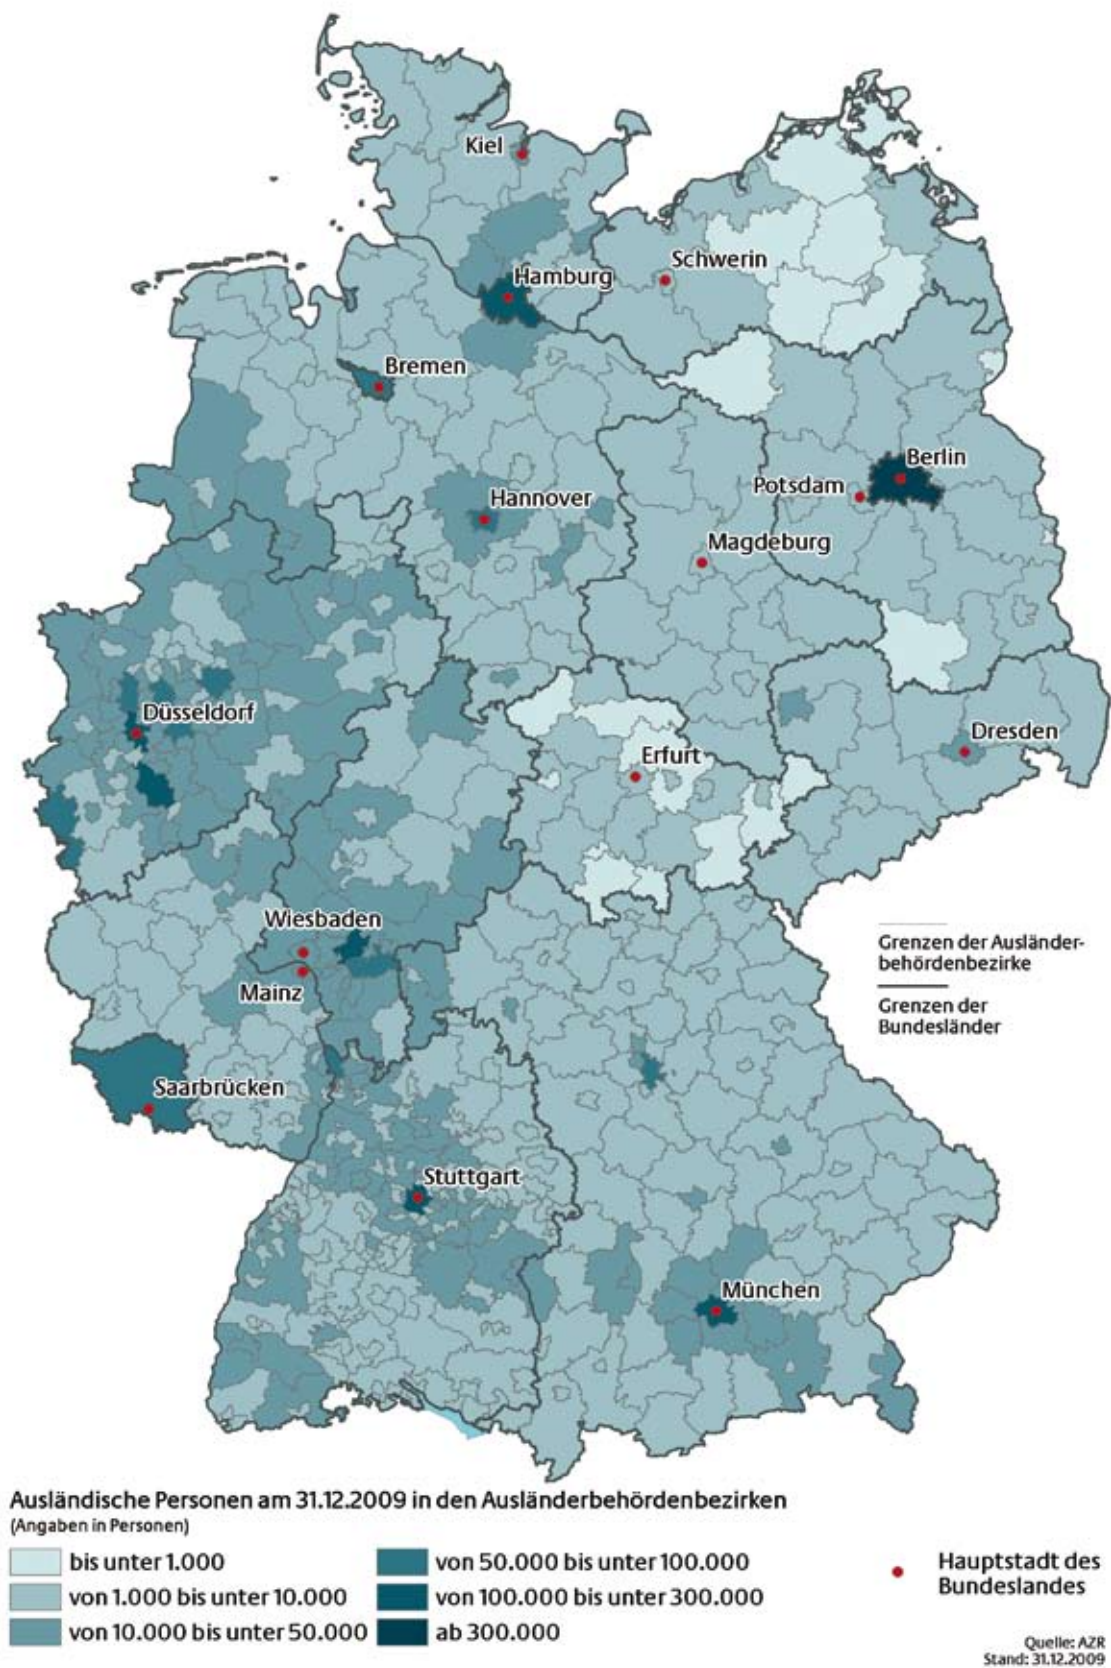 Kiel
Schwerin
Hamburg
Bremen
Berlin
Potsdam
Hannover
Magdeburg
Düsseldorf
Dresden
Erfurt
Wiesbaden
Mainz
Grenzen der Ausländer-
behördenbezirke
Grenzen der
Bundesländer
Saarbrücken
Stuttgart
München
Ausländische Personen am 31.12.2009 in den Ausländerbehördenbezirken
(Angaben in Personen)
bis unter 1.000
von 1.000 bis unter 10.000
von 10.000 bis unter 50.000
von 50.000 bis unter 100.000
von 100.000 bis unter 300.000
ab 300.000
Hauptstadt des
Bundeslandes
Quelle: AZR
Stand: 31.12.2009